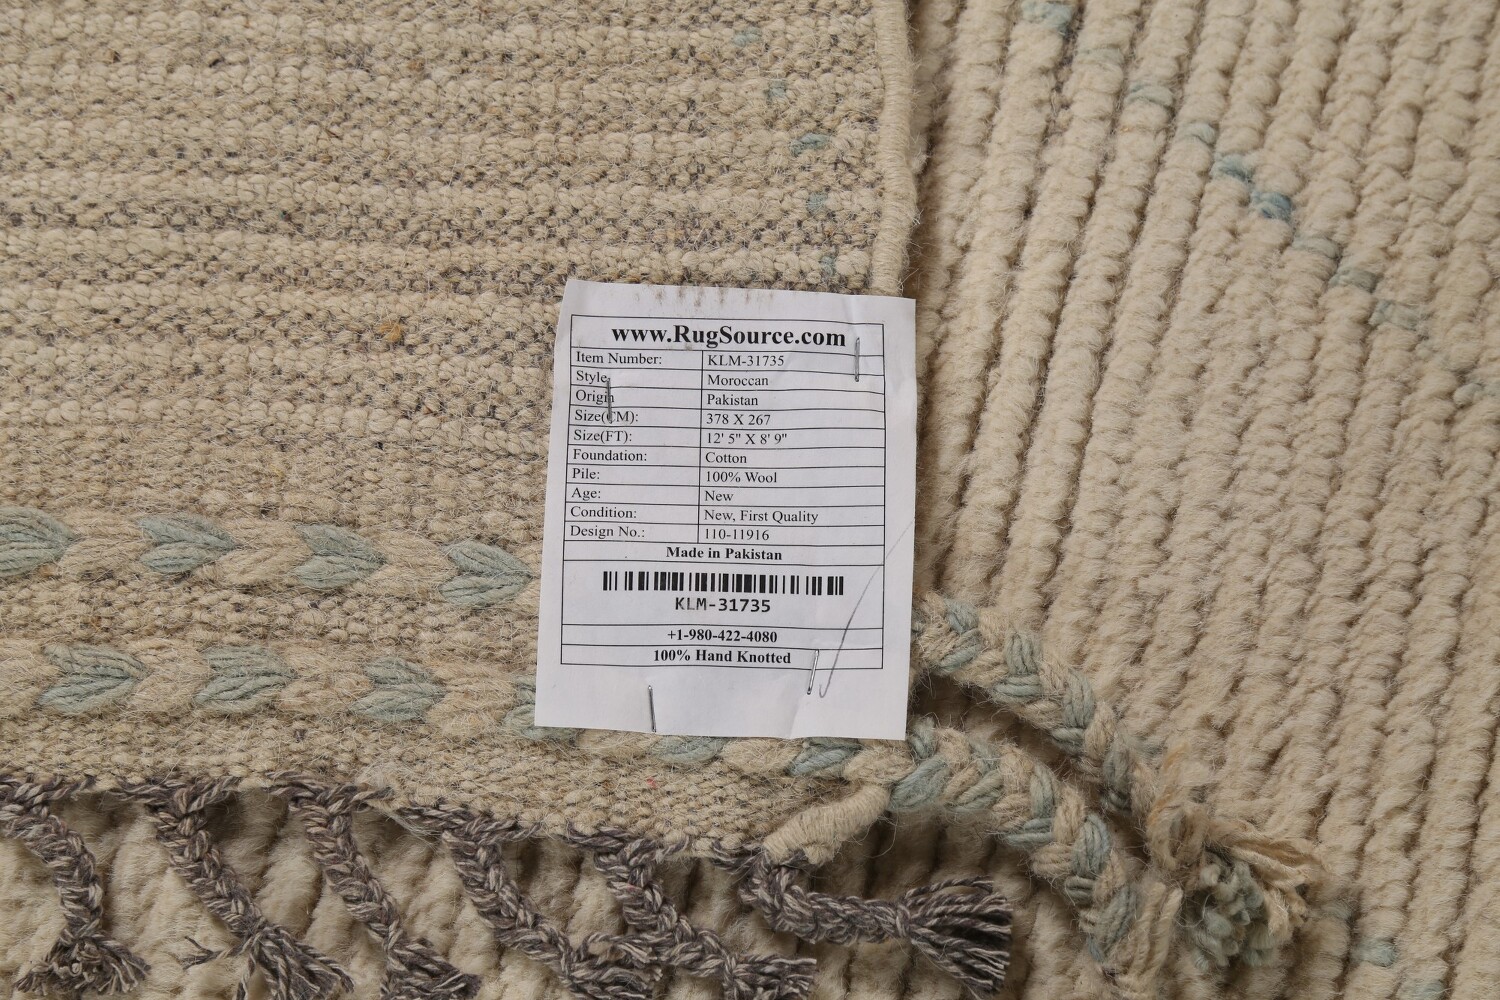 www.RugSource.com
Item Number: KLM-31735
Style: Moroccan
Origin Pakistan
Size(CM): 378 X 267
Size(FT): 12' 5" X 8' 9"
Foundation: Cotton
Pile: 100% Wool
Age: New
Condition: New, First Quality
Design No.: 110-11916
Made in Pakistan
KLM-31735
+1-980-422-4080
100% Hand Knotted